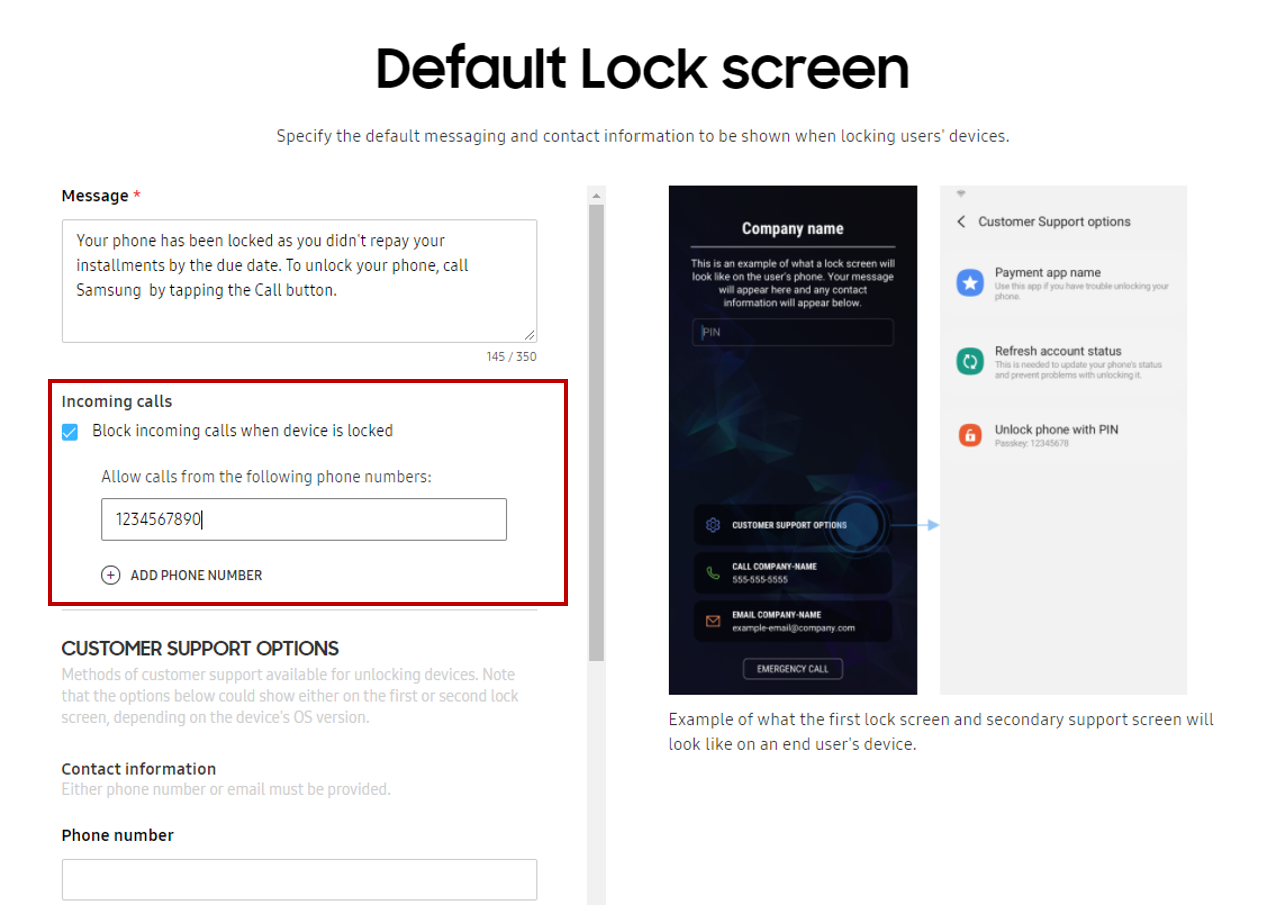 Default Lock screen
Specify the default messaging and contact information to be shown when locking users' devices.
Message *
Your phone has been locked as you didn't repay your
installments by the due date. To unlock your phone, call
Samsung  by tapping the Call button.
145 / 350
Incoming calls
Block incoming calls when device is locked
Allow calls from the following phone numbers:
1234567890
ADD PHONE NUMBER
CUSTOMER SUPPORT OPTIONS
Methods of customer support available for unlocking devices. Note
that the options below could show either on the first or second lock
screen, depending on the device's OS version.
Contact information
Either phone number or email must be provided.
Phone number
Company name
This is an example of what a lock screen will
look like on the user's phone. Your message
will appear here and any contact
information will appear below.
PIN
CUSTOMER SUPPORT OPTIONS
CALL COMPANY-NAME
555-555-5555
EMAIL COMPANY-NAME
example-email@company.com
EMERGENCY CALL
Customer Support options
Payment app name
Use this app if you have trouble unlocking your
phone.
Refresh account status
This is needed to update your phone's status
and prevent problems with unlocking it.
Unlock phone with PIN
Passkey: 12345678
Example of what the first lock screen and secondary support screen will
look like on an end user's device.